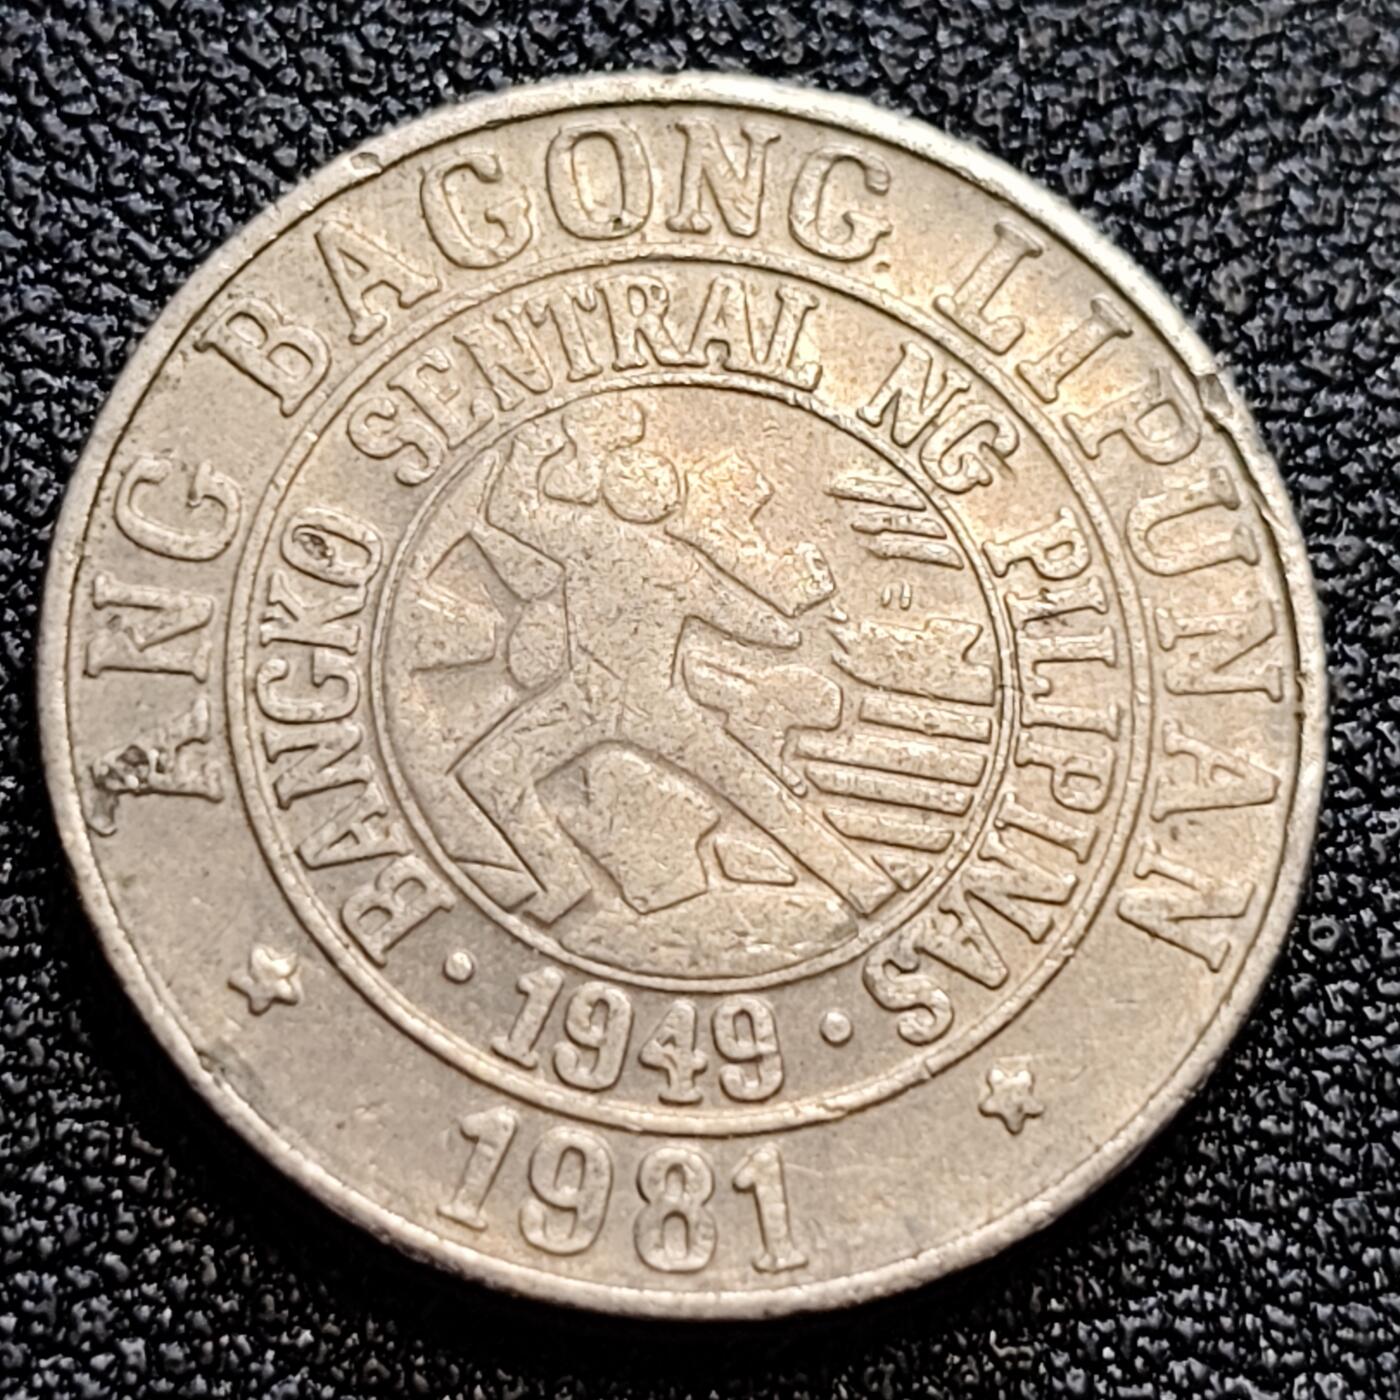 ANG BAGONG LIPUNAN
BANGKO SENTRAL NG PILIPINAS
· 1949 ·
1981